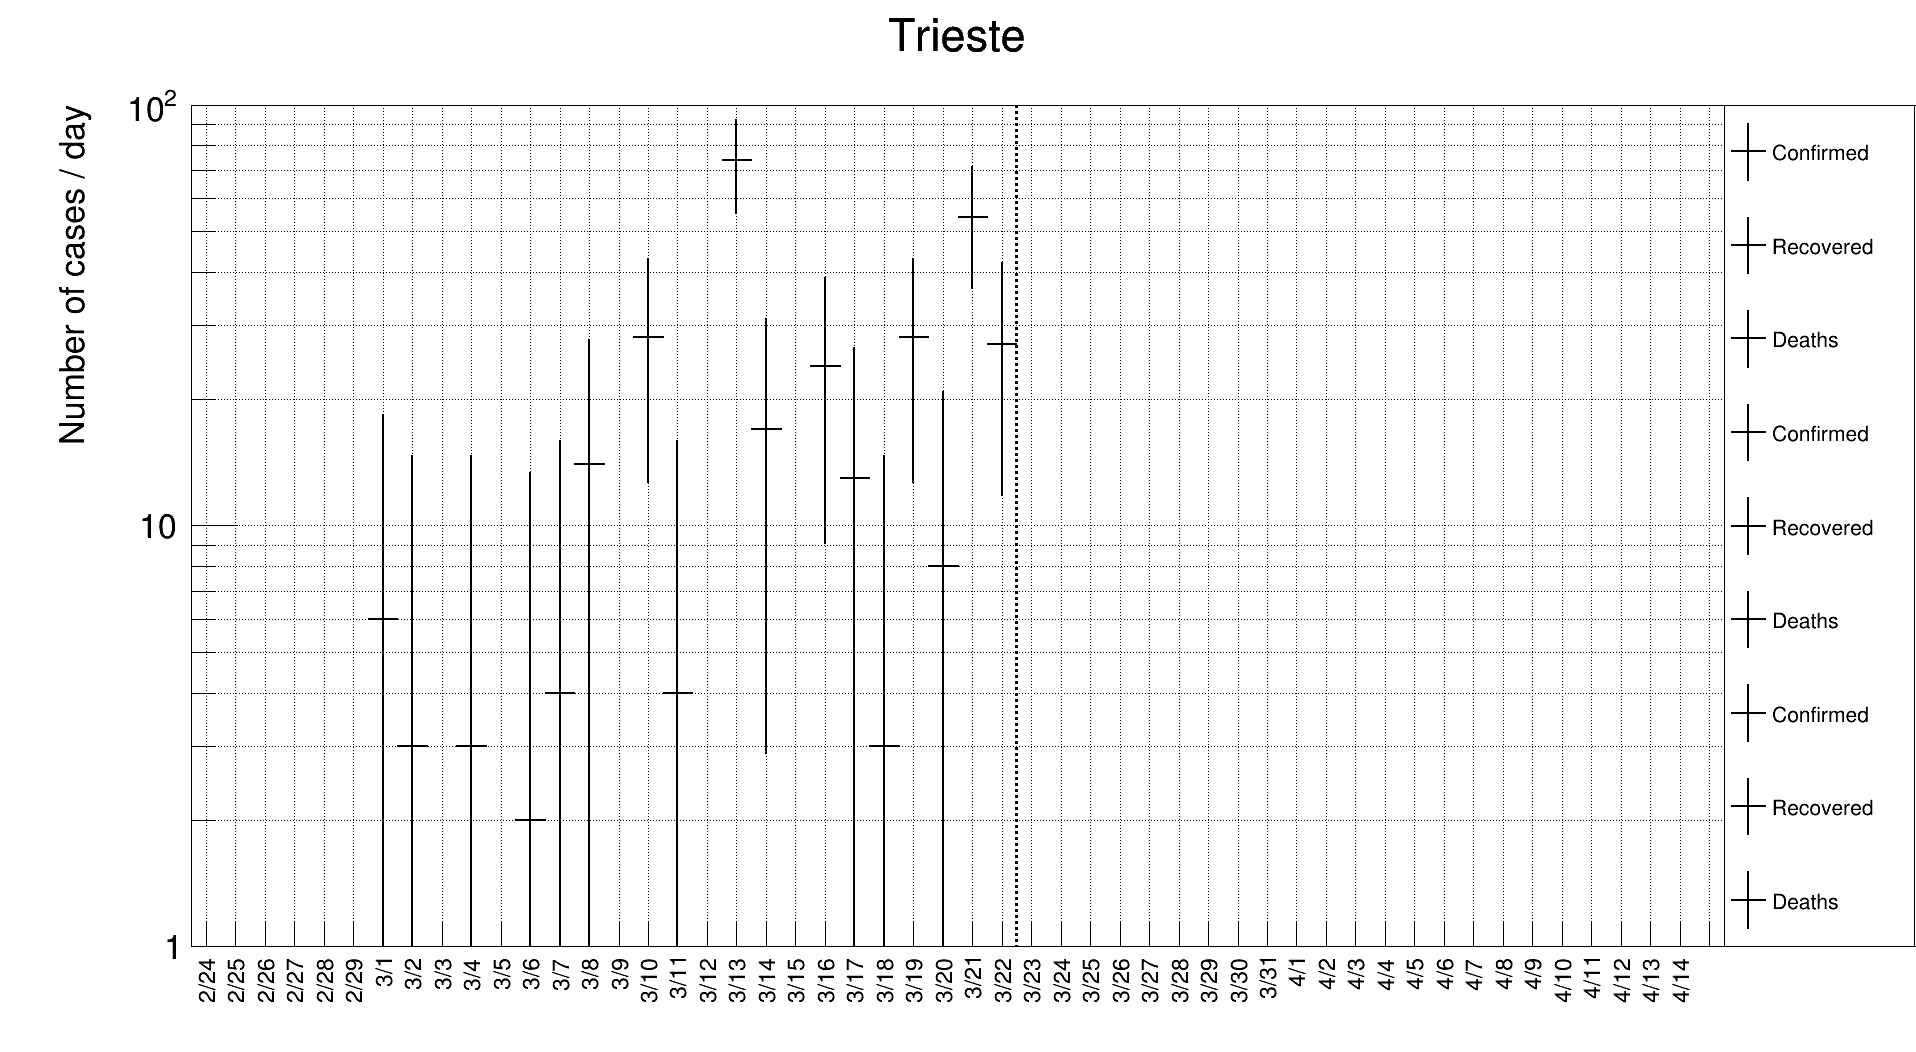 Trieste
Number of cases / day
10²
10
1
2/24 2/25 2/26 2/27 2/28 2/29 3/1 3/2 3/3 3/4 3/5 3/6 3/7 3/8 3/9 3/10 3/11 3/12 3/13 3/14 3/15 3/16 3/17 3/18 3/19 3/20 3/21 3/22 3/23 3/24 3/25 3/26 3/27 3/28 3/29 3/30 3/31 4/1 4/2 4/3 4/4 4/5 4/6 4/7 4/8 4/9 4/10 4/11 4/12 4/13 4/14
Confirmed
Recovered
Deaths
Confirmed
Recovered
Deaths
Confirmed
Recovered
Deaths